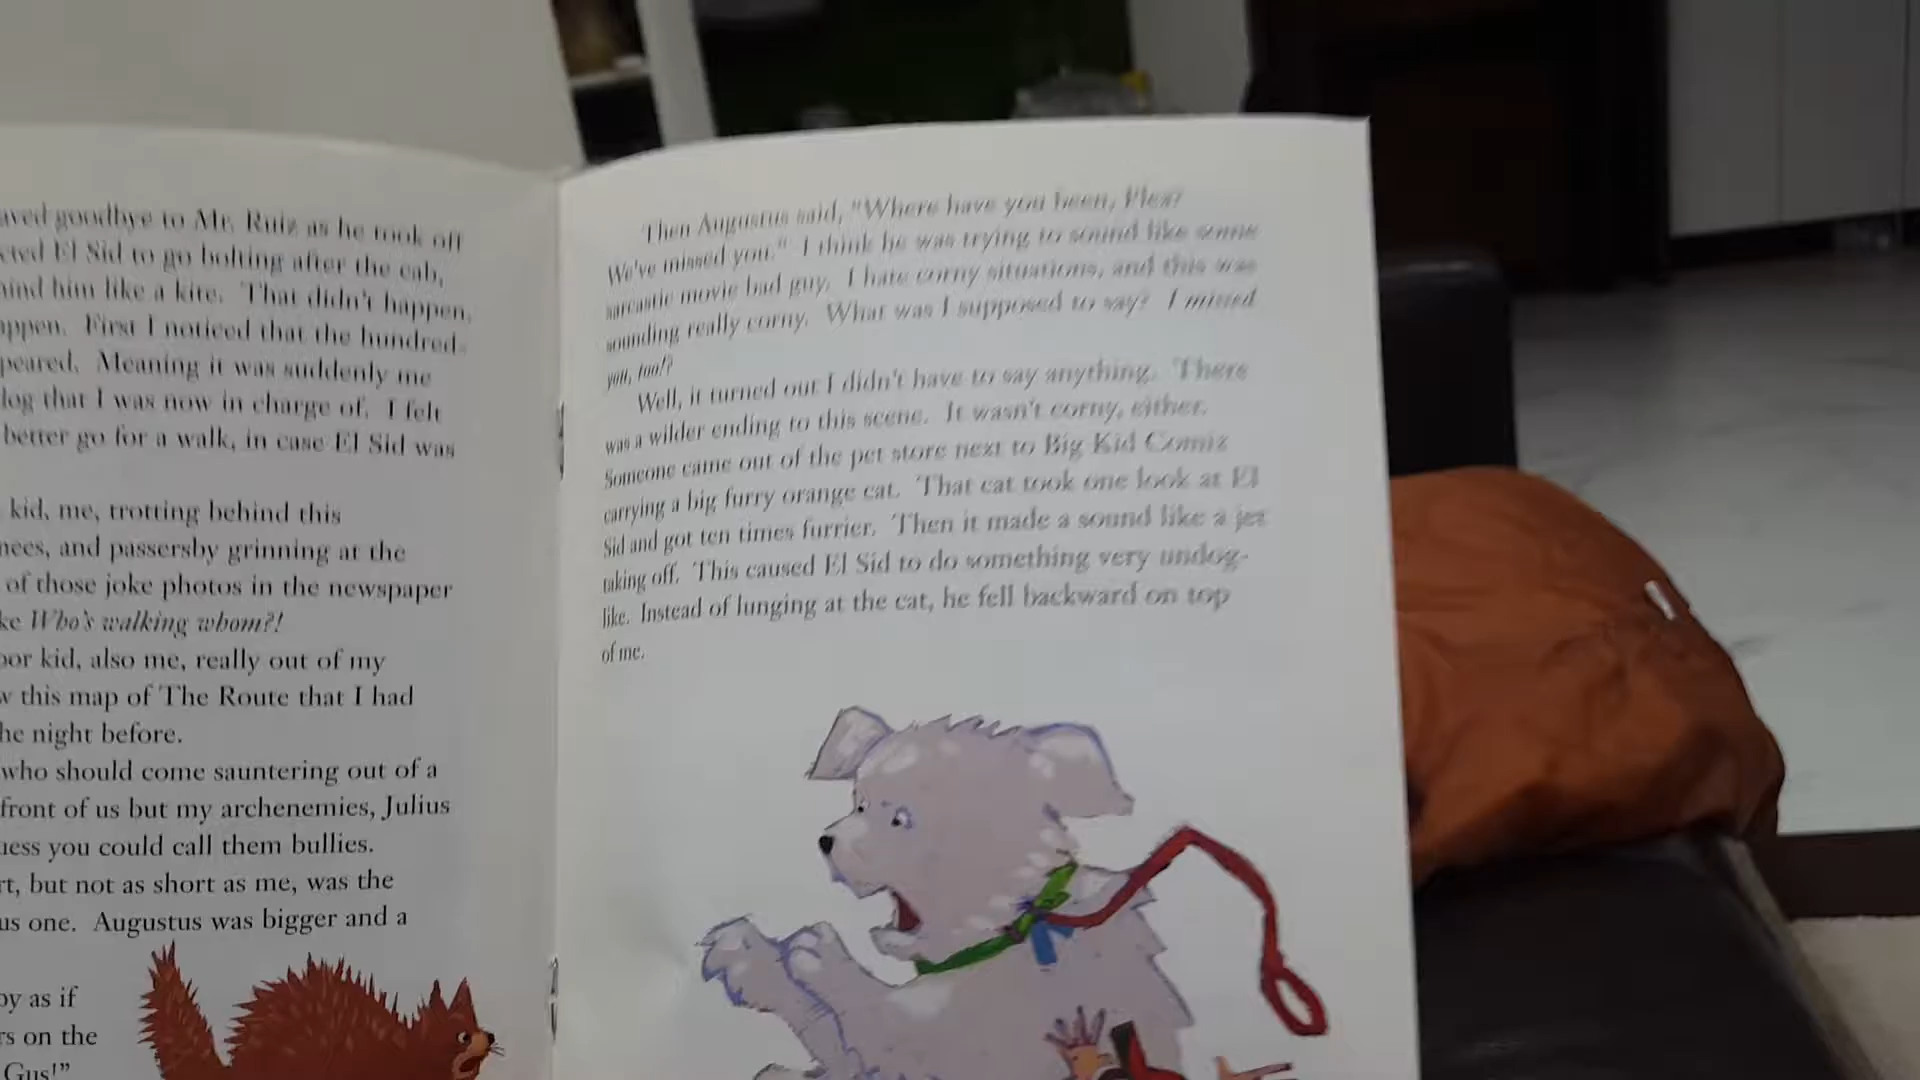 aved goodbye to Mr. Ruiz as he took off
cted El Sid to go bolting after the cab,
hind him like a kite. That didn't happen,
appen. First I noticed that the hundred-
peared. Meaning it was suddenly me
log that I was now in charge of. I felt
better go for a walk, in case El Sid was
kid, me, trotting behind this
nees, and passersby grinning at the
of those joke photos in the newspaper
ke Who's walking whom?!
oor kid, also me, really out of my
w this map of The Route that I had
he night before.
who should come sauntering out of a
front of us but my archenemies, Julius
uess you could call them bullies.
rt, but not as short as me, was the
us one. Augustus was bigger and a
by as if
rs on the
Gus!"
Then Augustus said, "Where have you been, Plex?
We've missed you." I think he was trying to sound like some
sarcastic movie bad guy. I hate corny situations, and this was
sounding really corny. What was I supposed to say? I missed
you, too!?
Well, it turned out I didn't have to say anything. There
was a wilder ending to this scene. It wasn't corny, either.
Someone came out of the pet store next to Big Kid Comix
carrying a big furry orange cat. That cat took one look at El
Sid and got ten times furrier. Then it made a sound like a jet
taking off. This caused El Sid to do something very undog-
like. Instead of lunging at the cat, he fell backward on top
of me.